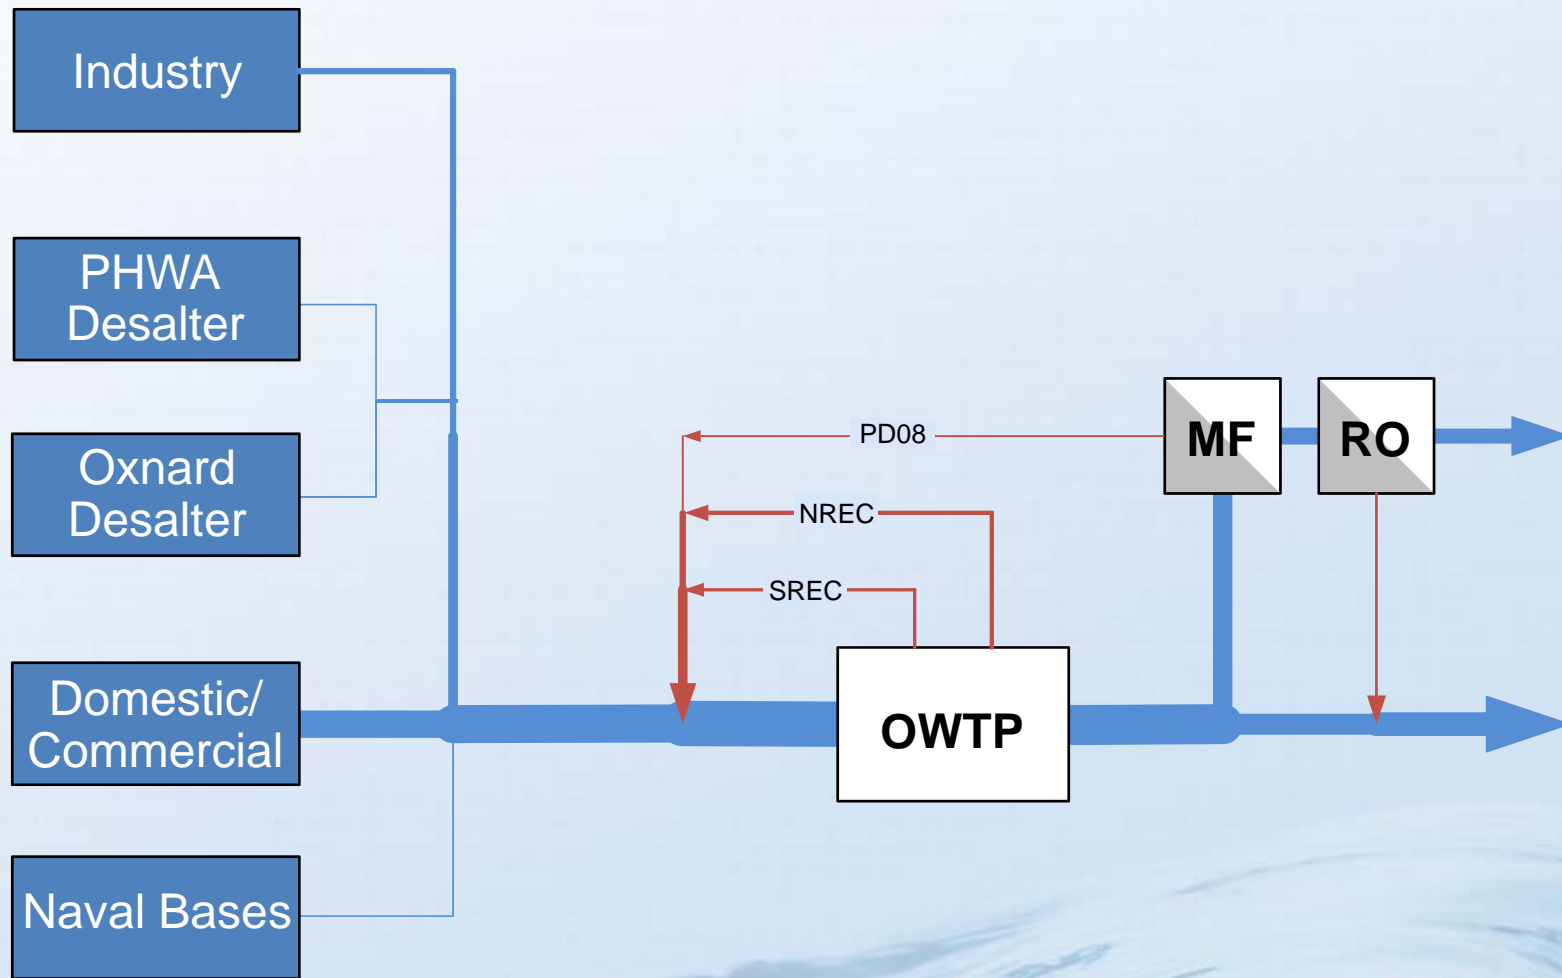 Industry
PHWA
Desalter
Oxnard
Desalter
Domestic/
Commercial
Naval Bases
PD08
NREC
SREC
OWTP
MF
RO